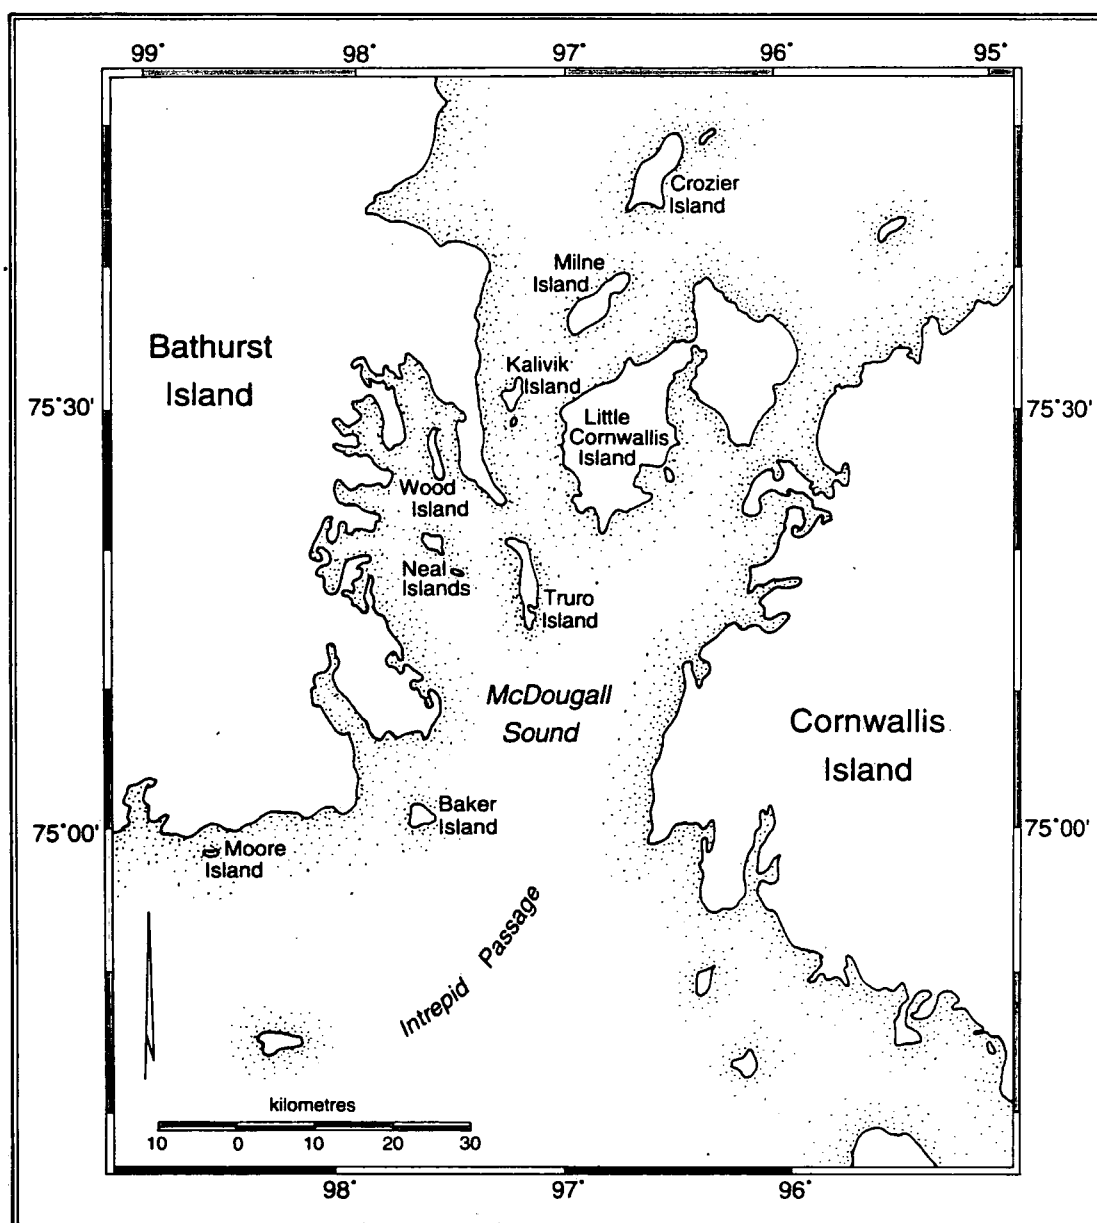 99° 98° 97° 96° 95°
Crozier
Island
Milne
Island
Bathurst
Island
Kalivik
Island
75°30'
75°30'
Little
Cornwallis
Island
Wood
Island
Neal
Islands
Truro
Island
McDougall
Sound
Cornwallis
Island
Baker
Island
75°00'
75°00'
Moore
Island
Intrepid Passage
kilometres
10 0 10 20 30
98° 97° 96°